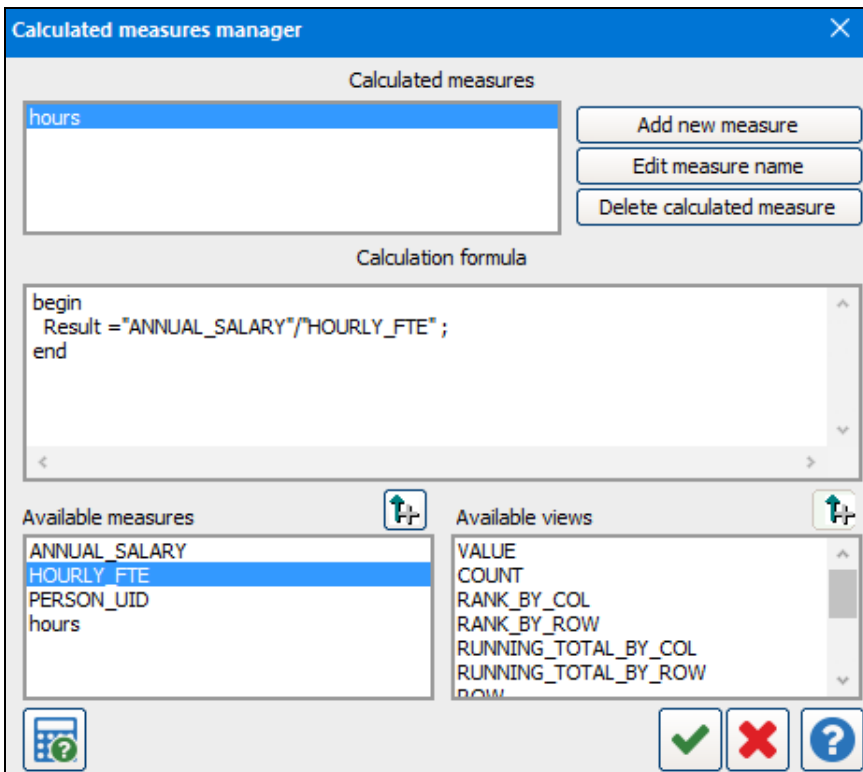 Calculated measures manager
Calculated measures
hours
Add new measure
Edit measure name
Delete calculated measure
Calculation formula
begin
Result ="ANNUAL_SALARY"/"HOURLY_FTE" ;
end
Available measures
Available views
ANNUAL_SALARY
HOURLY_FTE
PERSON_UID
hours
VALUE
COUNT
RANK_BY_COL
RANK_BY_ROW
RUNNING_TOTAL_BY_COL
RUNNING_TOTAL_BY_ROW
ROW
?
?